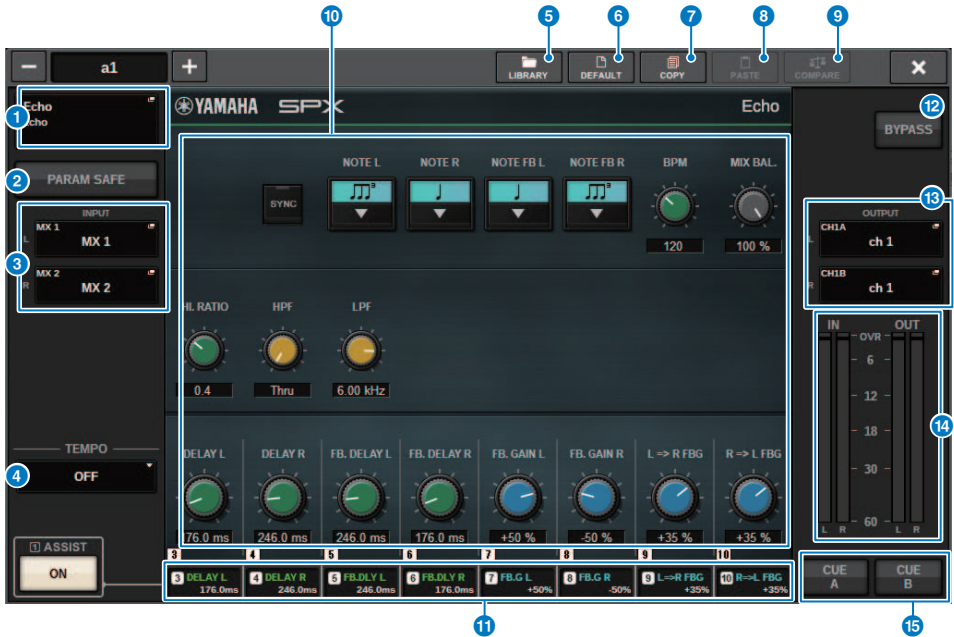 10 5 6 7 8 9
a1
LIBRARY DEFAULT COPY PASTE COMPARE
1 Echo
Echo
YAMAHA SPX Echo
12
BYPASS
2 PARAM SAFE
NOTE L NOTE R NOTE FB L NOTE FB R BPM MIX BAL.
SYNC
3 3
120 100 %
INPUT
3
L MX 1
MX 1
R MX 2
MX 2
13
OUTPUT
L CH1A
ch 1
R CH1B
ch 1
HI. RATIO HPF LPF
0.4 Thru 6.00 kHz
IN OUT
OVR
6
12
18
30
60
L R L R
14
TEMPO
4 OFF
DELAY L DELAY R FB. DELAY L FB. DELAY R FB. GAIN L FB. GAIN R L => R FBG R => L FBG
176.0 ms 246.0 ms 246.0 ms 176.0 ms +50 % -50 % +35 % +35 %
1 ASSIST
ON
3 4 5 6 7 8 9 10
3 DELAY L 4 DELAY R 5 FB.DLY L 6 FB.DLY R 7 FB.G L 8 FB.G R 9 L=>R FBG 10 R=>L FBG
176.0ms 246.0ms 246.0ms 176.0ms +50% -50% +35% +35%
CUE
A
CUE
B
11 15